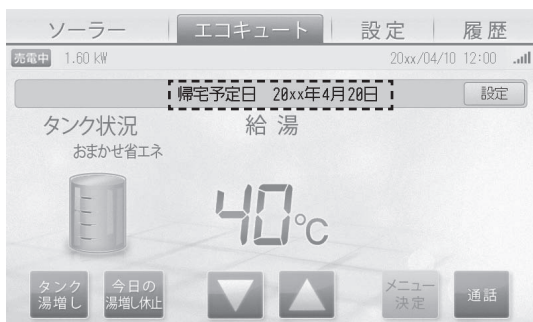 ソーラー エコキュート 設定 履歴
売電中 1.60 kW 20xx/04/10 12:00
帰宅予定日 20xx年4月20日 設定
タンク状況 給湯
おまかせ省エネ
40℃
タンク 今日の メニュー
湯増し 湯増し休止 決定 通話